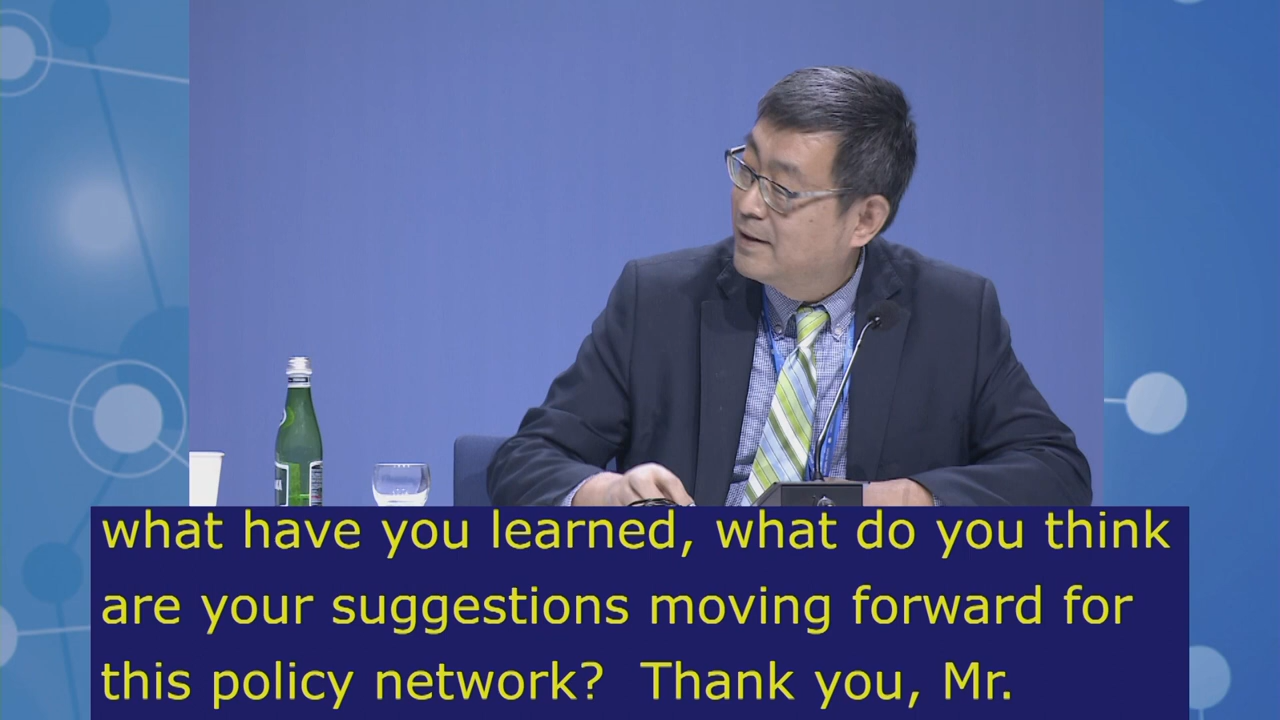 what have you learned, what do you think
are your suggestions moving forward for
this policy network?  Thank you, Mr.